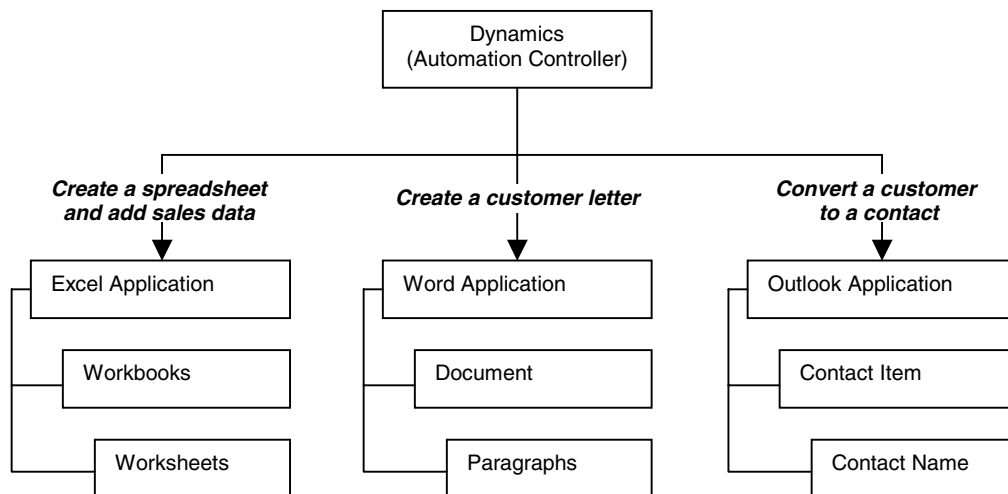 Dynamics
(Automation Controller)
Create a spreadsheet
and add sales data
Create a customer letter
Convert a customer
to a contact
Excel Application
Word Application
Outlook Application
Workbooks
Document
Contact Item
Worksheets
Paragraphs
Contact Name